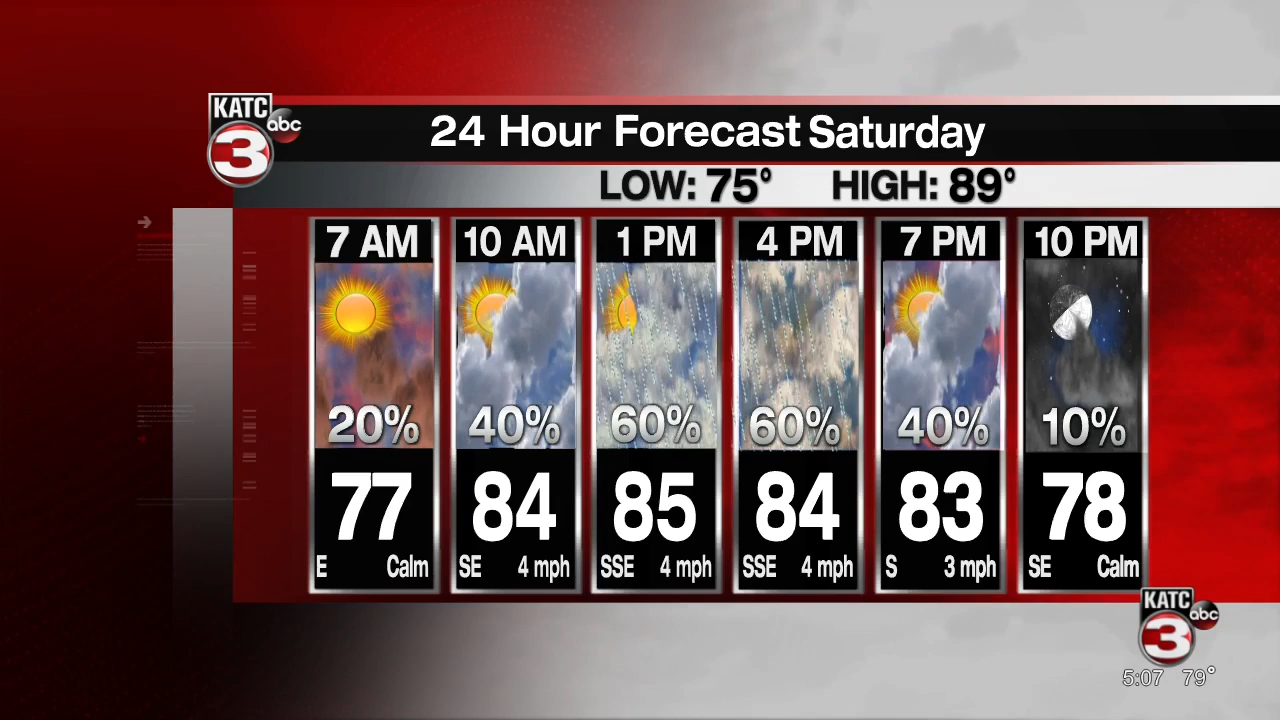 KATC
abc
3
24 Hour Forecast Saturday
LOW: 75° HIGH: 89°
7 AM 10 AM 1 PM 4 PM 7 PM 10 PM
20% 40% 60% 60% 40% 10%
77 84 85 84 83 78
E Calm SE 4 mph SSE 4 mph SSE 4 mph S 3 mph SE Calm
KATC
abc
3
5:07 79°